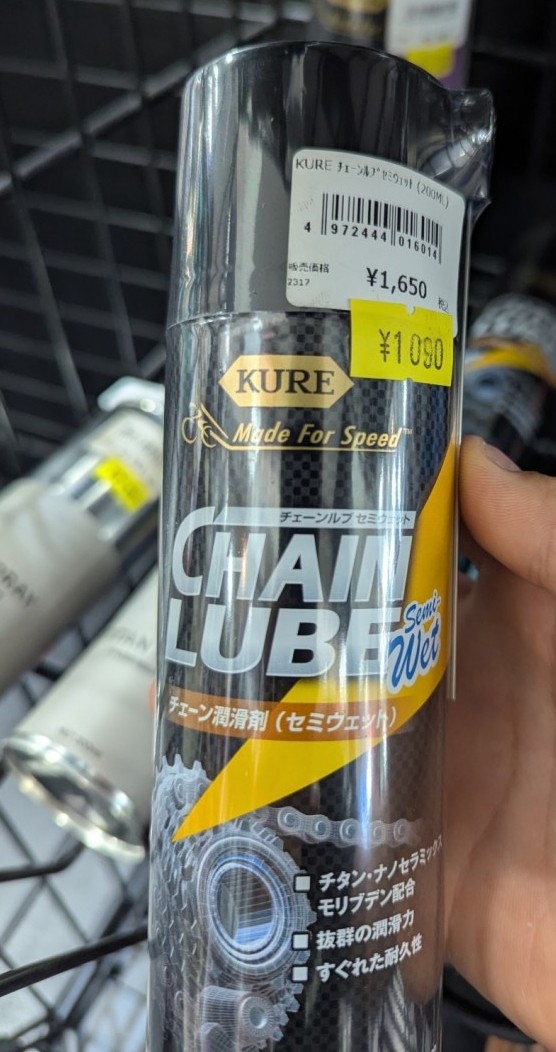 KURE チェーンルブセミウェット (200ML)
4 972444 016014
販売価格
2317
¥1,650
税込
¥1090
KURE
Made For Speed™
チェーンルブ セミウェット
CHAIN
LUBE
Semi-
Wet
チェーン潤滑剤(セミウェット)
チタン・ナノセラミックス
モリブデン配合
抜群の潤滑力
すぐれた耐久性